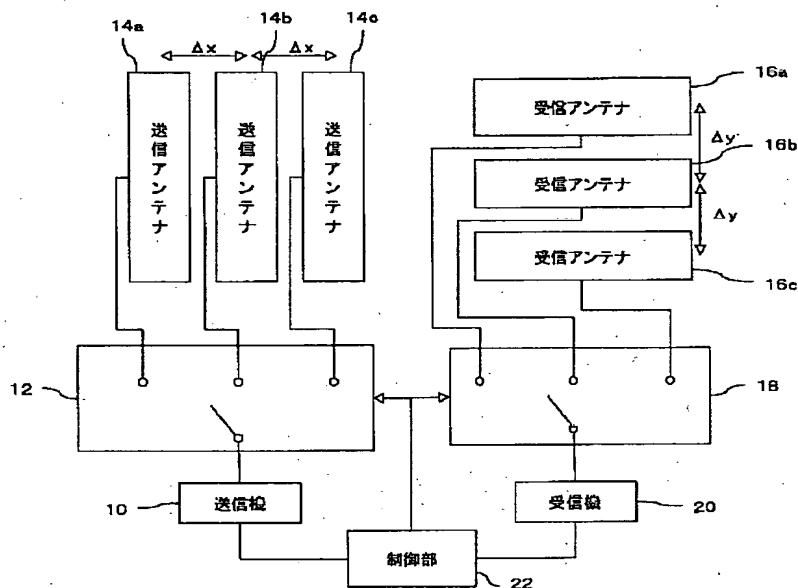 14a
14b
14c
Δx
Δx
送信アンテナ
送信アンテナ
送信アンテナ
16a
受信アンテナ
Δy
16b
受信アンテナ
Δy
受信アンテナ
16c
12
18
10
送信機
受信機
20
制御部
22